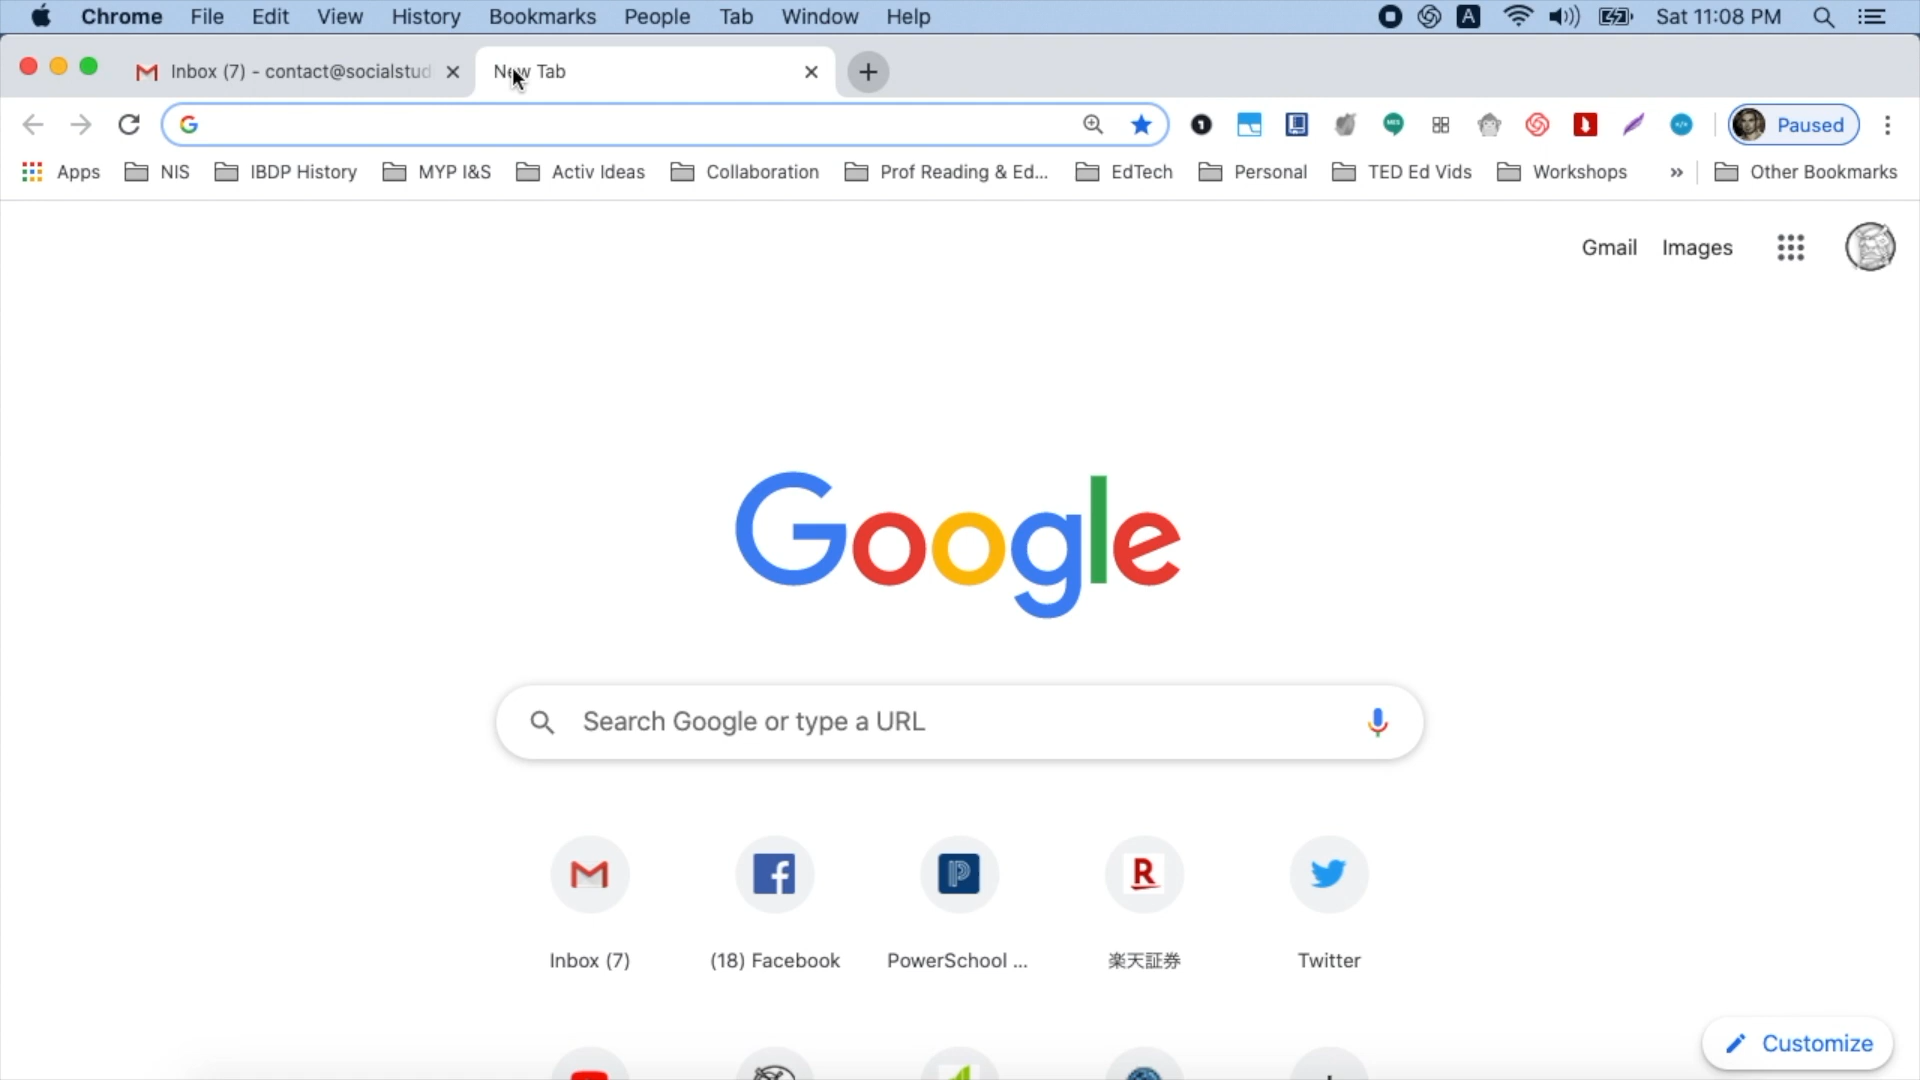 Chrome File Edit View History Bookmarks People Tab Window Help A Sat 11:08 PM
Inbox (7) - contact@socialstud New Tab
Paused
Apps NIS IBDP History MYP I&S Activ Ideas Collaboration Prof Reading & Ed... EdTech Personal TED Ed Vids Workshops » Other Bookmarks
Gmail Images
Google
Search Google or type a URL
Inbox (7) (18) Facebook PowerSchool ... 楽天証券 Twitter
Customize